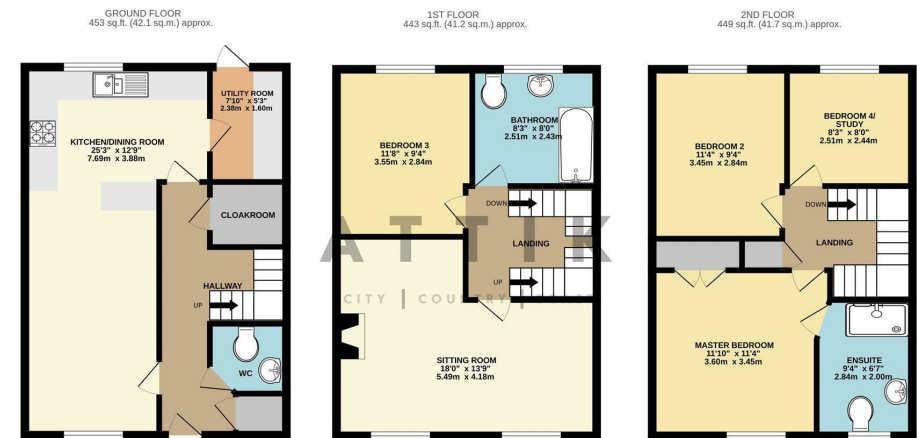 GROUND FLOOR
453 sq.ft. (42.1 sq.m.) approx.
UTILITY ROOM
7'10" x 5'3"
2.38m x 1.60m
KITCHEN/DINING ROOM
25'3" x 12'9"
7.69m x 3.88m
CLOAKROOM
HALLWAY
UP
WC
1ST FLOOR
443 sq.ft. (41.2 sq.m.) approx.
BEDROOM 3
11'8" x 9'4"
3.55m x 2.84m
BATHROOM
8'3" x 8'0"
2.51m x 2.43m
DOWN
LANDING
UP
SITTING ROOM
18'0" x 13'9"
5.49m x 4.18m
2ND FLOOR
449 sq.ft. (41.7 sq.m.) approx.
BEDROOM 2
11'4" x 9'4"
3.45m x 2.84m
BEDROOM 4/
STUDY
8'3" x 8'0"
2.51m x 2.44m
DOWN
LANDING
MASTER BEDROOM
11'10" x 11'4"
3.60m x 3.45m
ENSUITE
9'4" x 6'7"
2.84m x 2.00m
ATTIK
CITY